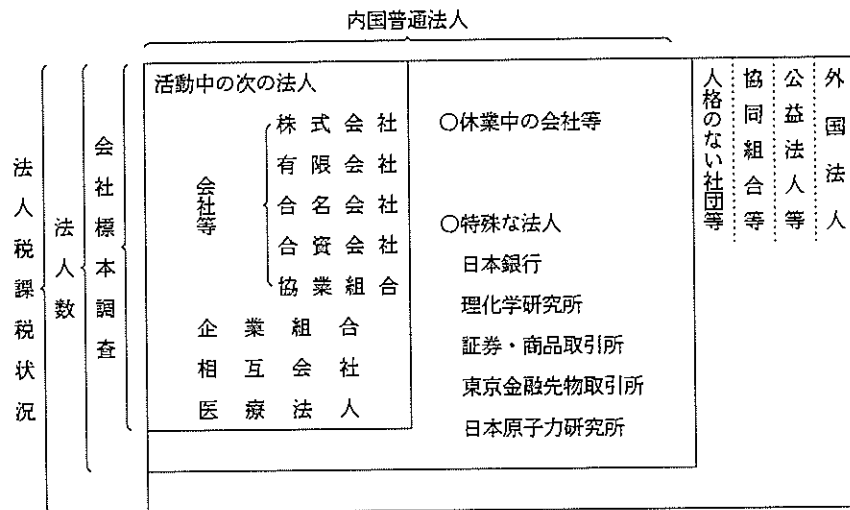 内国普通法人
法人税課税状況
法人数
会社標本調査
活動中の次の法人
会社等
株式会社
有限会社
合名会社
合資会社
協業組合
企業組合
相互会社
医療法人
○休業中の会社等
○特殊な法人
日本銀行
理化学研究所
証券・商品取引所
東京金融先物取引所
日本原子力研究所
人格のない社団等
協同組合等
公益法人等
外国法人